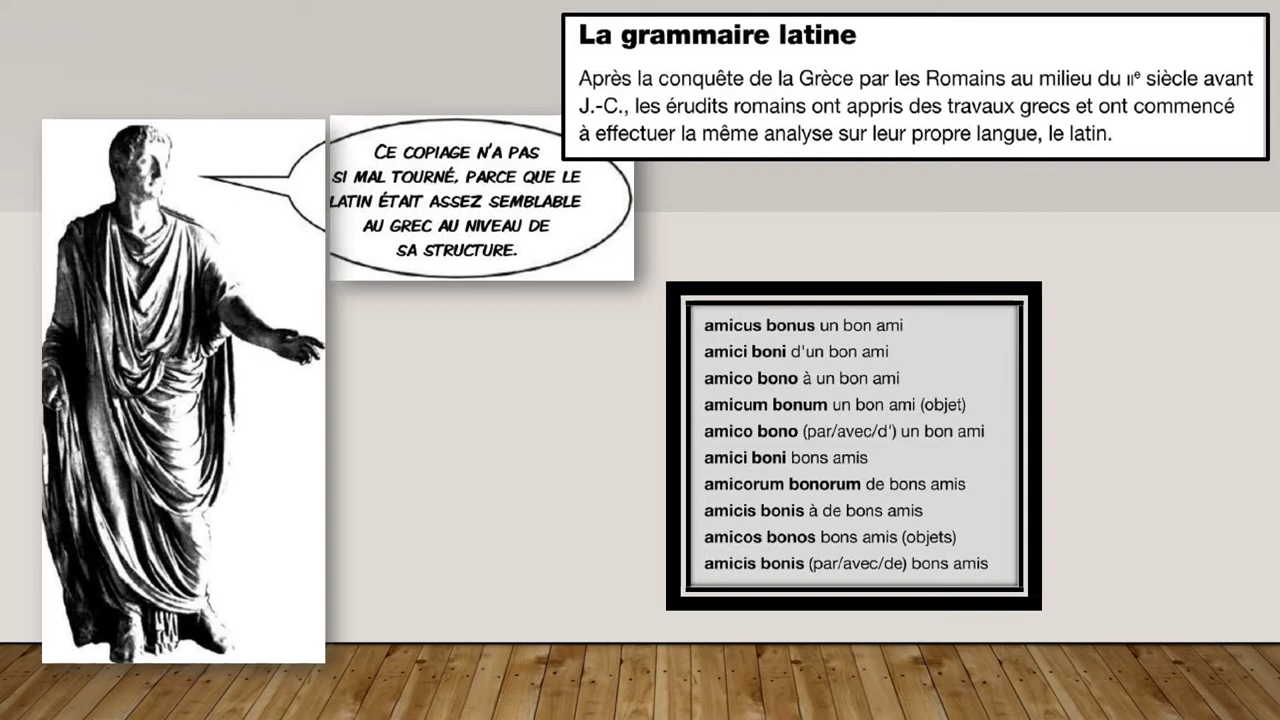 La grammaire latine
Après la conquête de la Grèce par les Romains au milieu du IIe siècle avant
J.-C., les érudits romains ont appris des travaux grecs et ont commencé
à effectuer la même analyse sur leur propre langue, le latin.
CE COPIAGE N'A PAS
SI MAL TOURNÉ, PARCE QUE LE
LATIN ÉTAIT ASSEZ SEMBLABLE
AU GREC AU NIVEAU DE
SA STRUCTURE.
amicus bonus un bon ami
amici boni d'un bon ami
amico bono à un bon ami
amicum bonum un bon ami (objet)
amico bono (par/avec/d') un bon ami
amici boni bons amis
amicorum bonorum de bons amis
amicis bonis à de bons amis
amicos bonos bons amis (objets)
amicis bonis (par/avec/de) bons amis